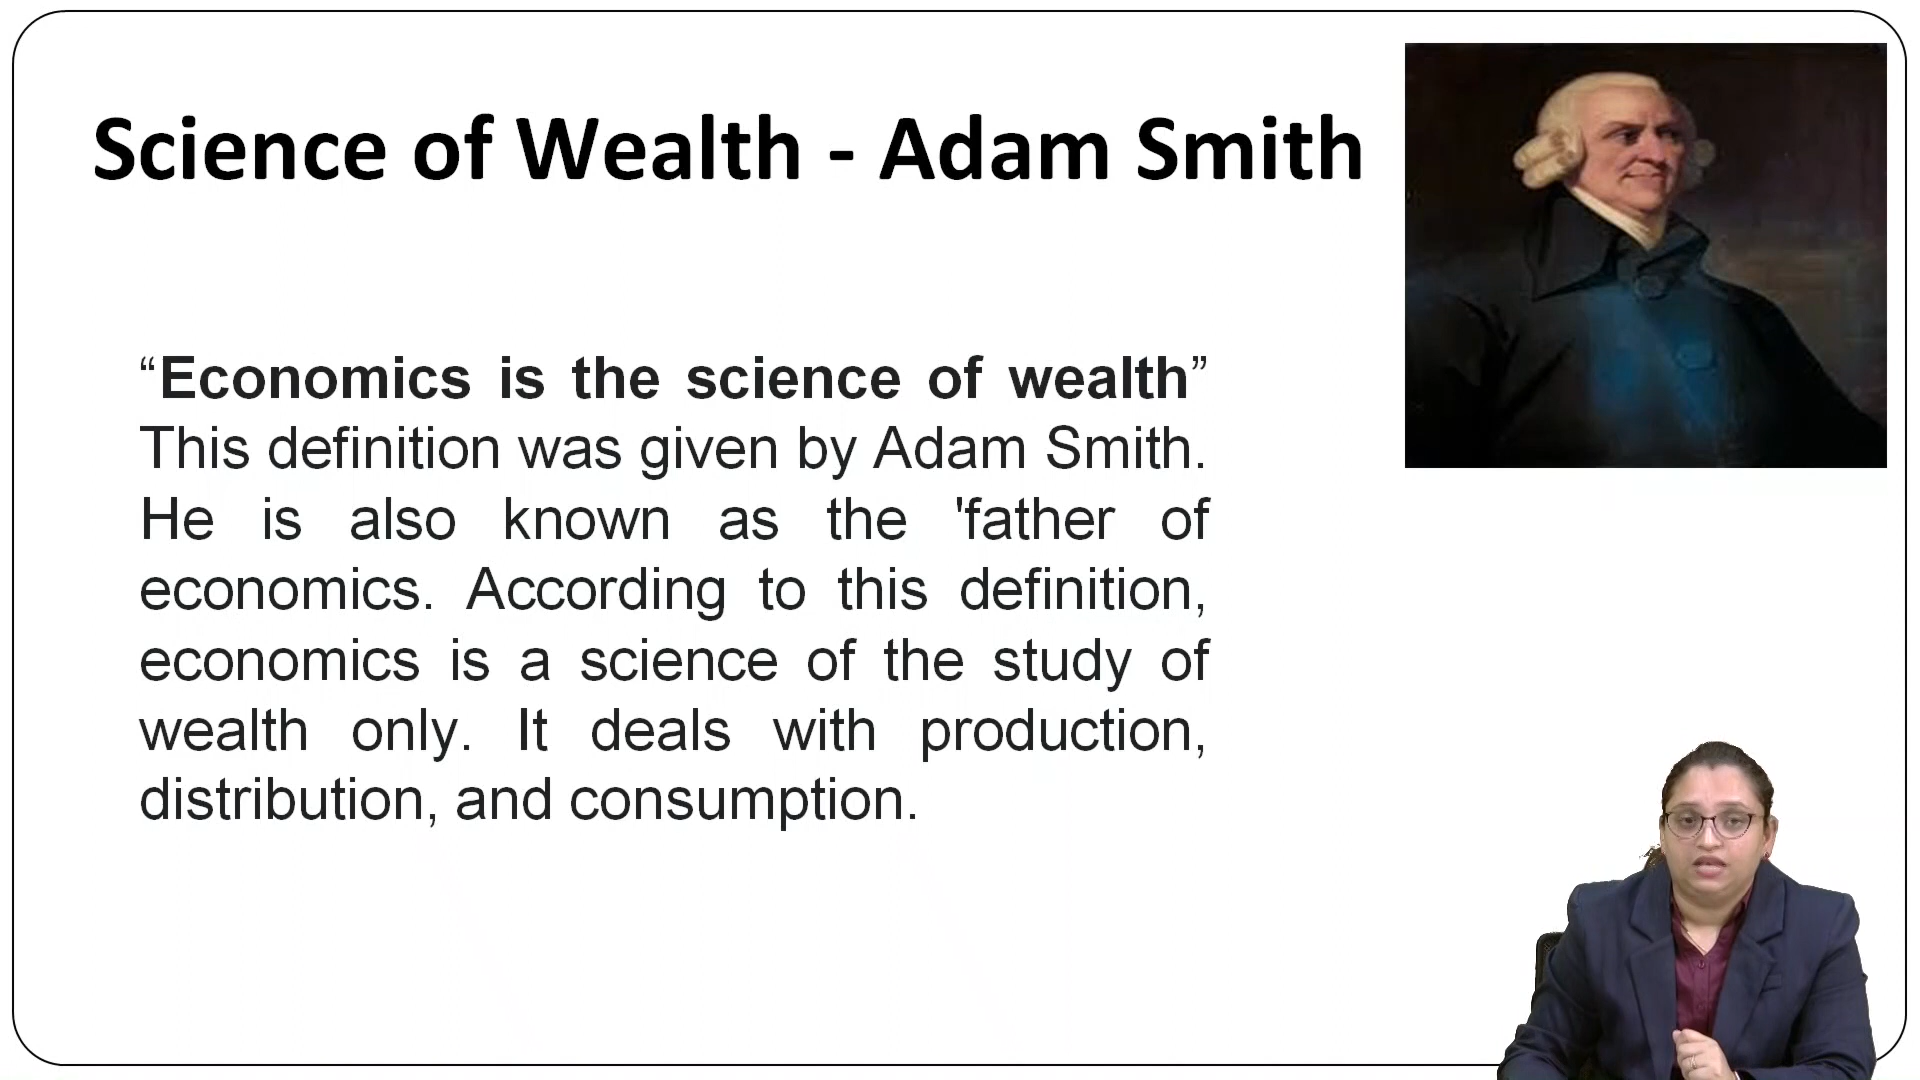 Science of Wealth - Adam Smith
“Economics is the science of wealth”
This definition was given by Adam Smith.
He is also known as the 'father of
economics. According to this definition,
economics is a science of the study of
wealth only. It deals with production,
distribution, and consumption.